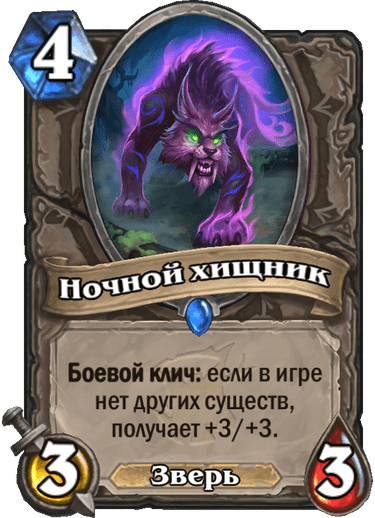 4
Ночной хищник
Боевой клич: если в игре
нет других существ,
получает +3/+3.
3
Зверь
3